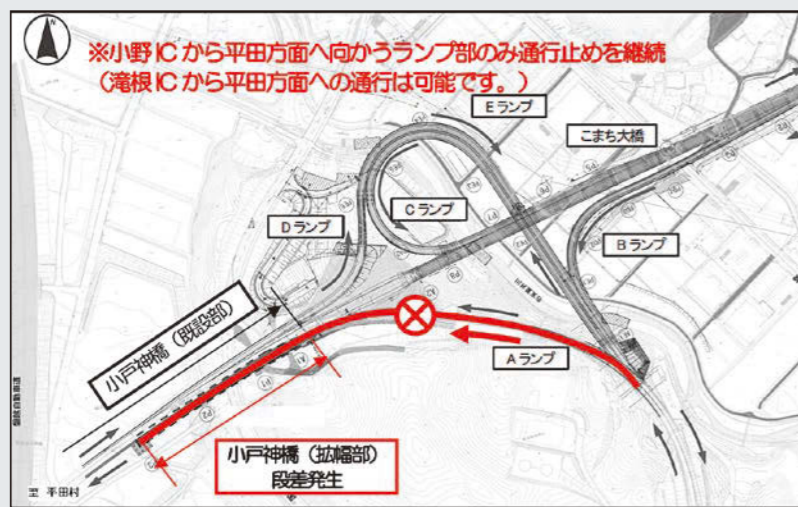 N
※小野ICから平田方面へ向かうランプ部のみ通行止めを継続
(滝根ICから平田方面への通行は可能です。)
Eランプ
こまち大橋
Cランプ
Dランプ
Bランプ
小戸神橋(既設部)
Aランプ
小戸神橋(拡幅部)
段差発生
至 平田村